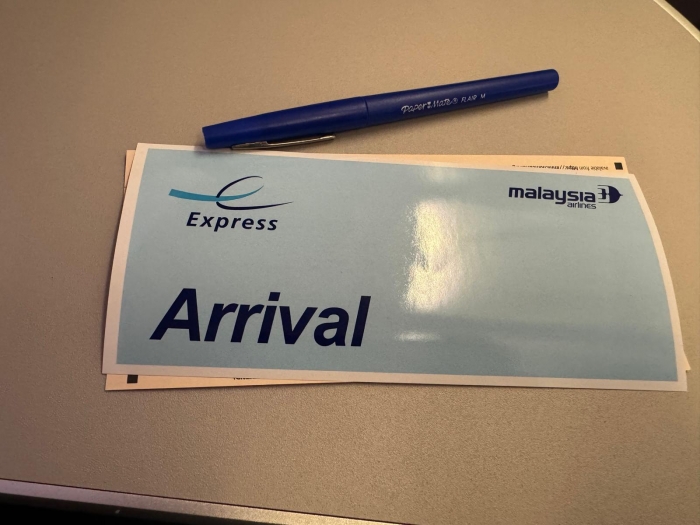 Paper Mate® FLAIR M
Express
malaysia
airlines
Arrival